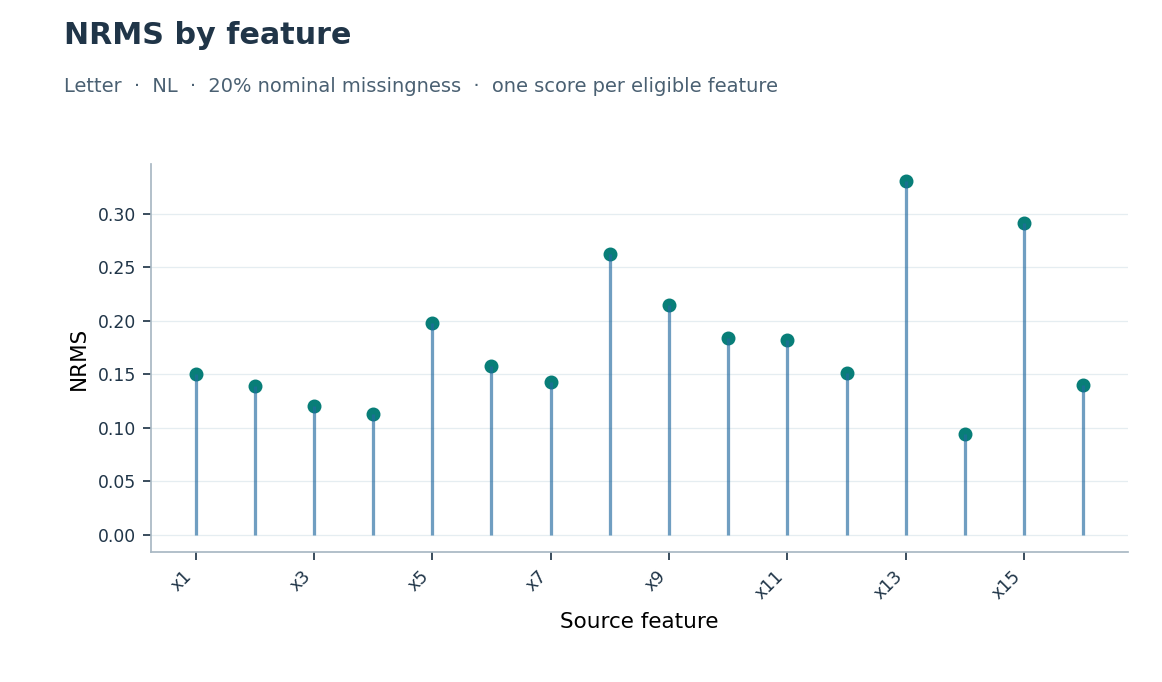 NRMS by feature
Letter · NL · 20% nominal missingness · one score per eligible feature
NRMS
0.30
0.25
0.20
0.15
0.10
0.05
0.00
x1
x3
x5
x7
x9
x11
x13
x15
Source feature